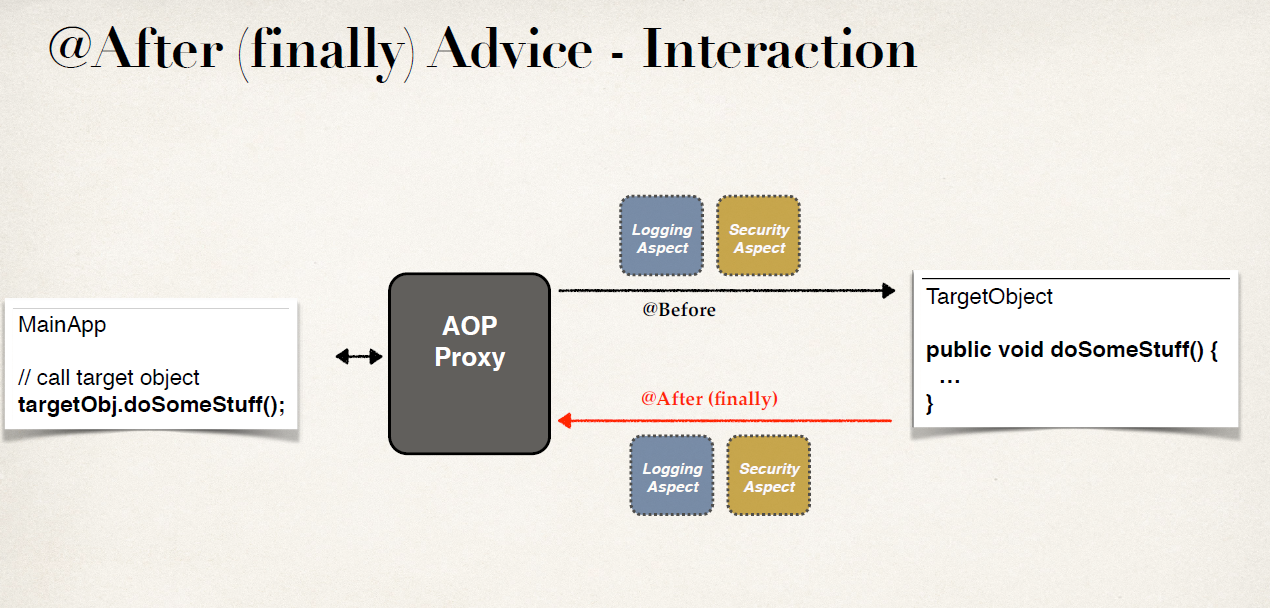 @After (finally) Advice - Interaction
Logging
Aspect
Security
Aspect
@Before
MainApp
// call target object
targetObj.doSomeStuff();
AOP
Proxy
TargetObject
public void doSomeStuff() {
...
}
@After (finally)
Logging
Aspect
Security
Aspect